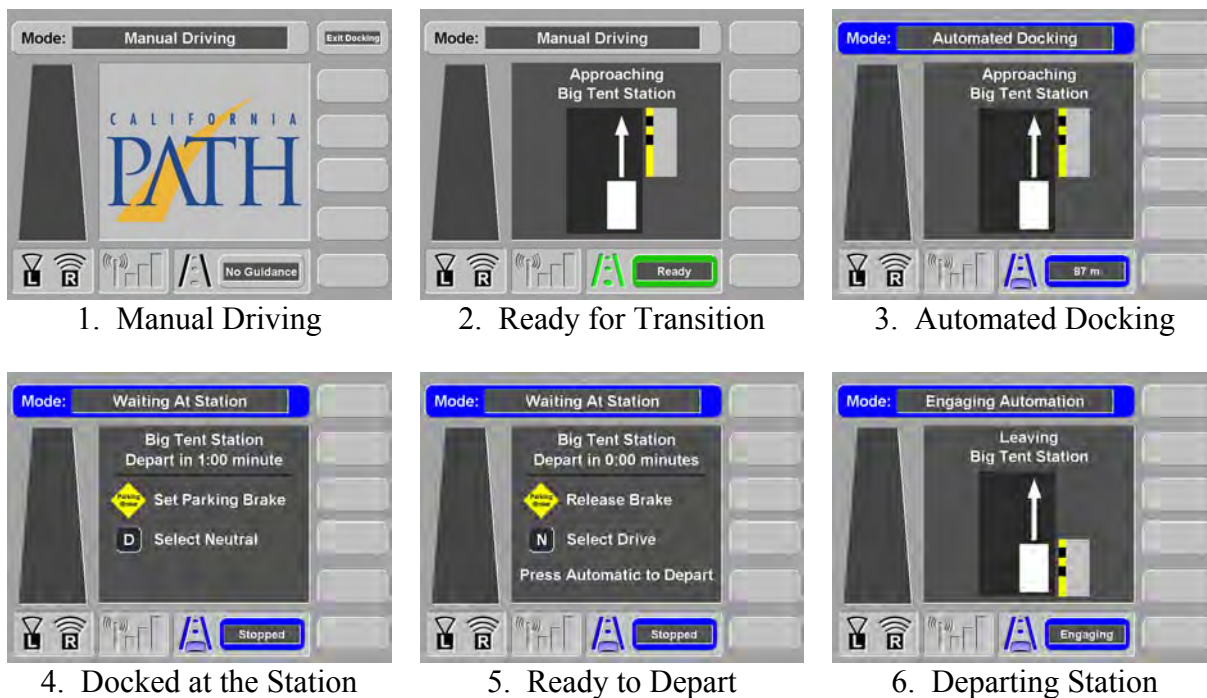 Mode: Manual Driving Exit Docking
CALIFORNIA
PATH
L R No Guidance
1. Manual Driving
Mode: Manual Driving
Approaching
Big Tent Station
L R Ready
2. Ready for Transition
Mode: Automated Docking
Approaching
Big Tent Station
L R 87 m
3. Automated Docking
Mode: Waiting At Station
Big Tent Station
Depart in 1:00 minute
Parking
Brake
Set Parking Brake
D Select Neutral
L R Stopped
4. Docked at the Station
Mode: Waiting At Station
Big Tent Station
Depart in 0:00 minutes
Parking
Brake
Release Brake
N Select Drive
Press Automatic to Depart
L R Stopped
5. Ready to Depart
Mode: Engaging Automation
Leaving
Big Tent Station
L R Engaging
6. Departing Station